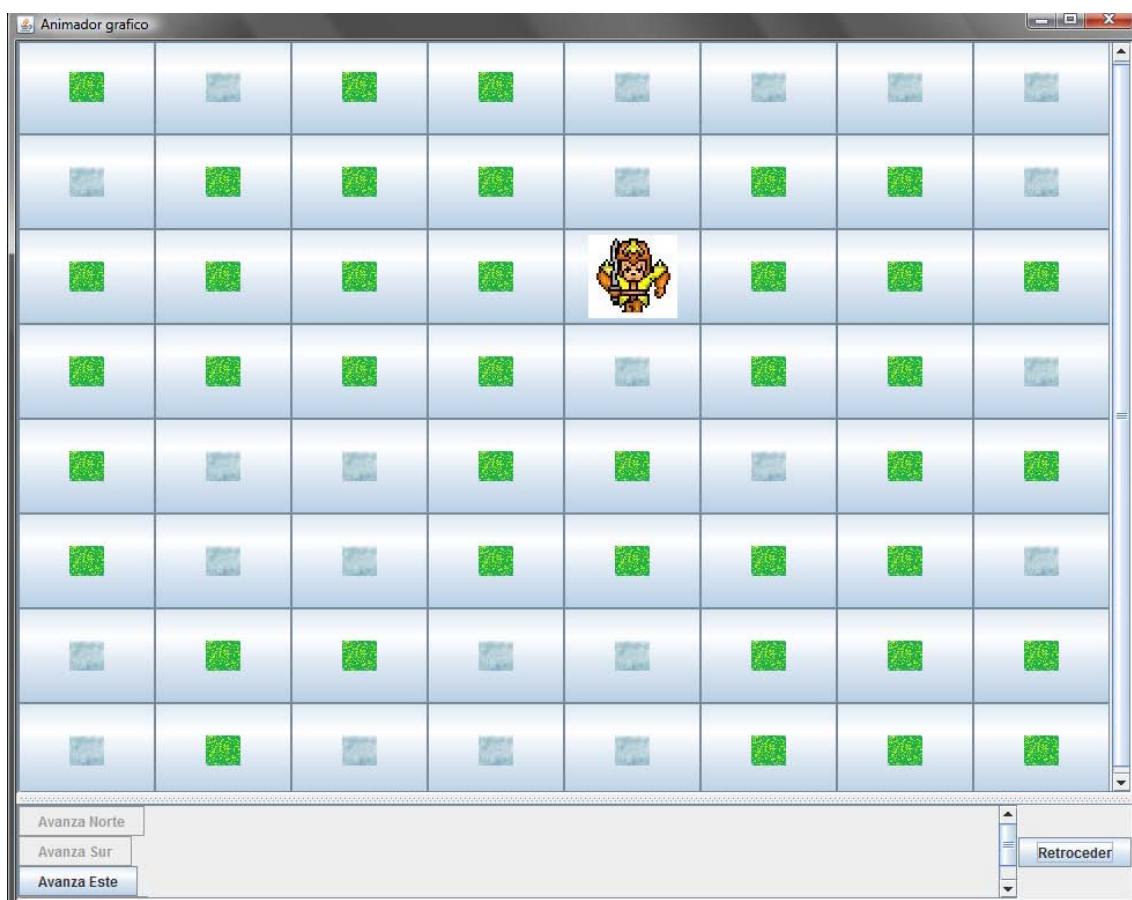 Animador grafico
Avanza Norte
Avanza Sur
Avanza Este
Retroceder